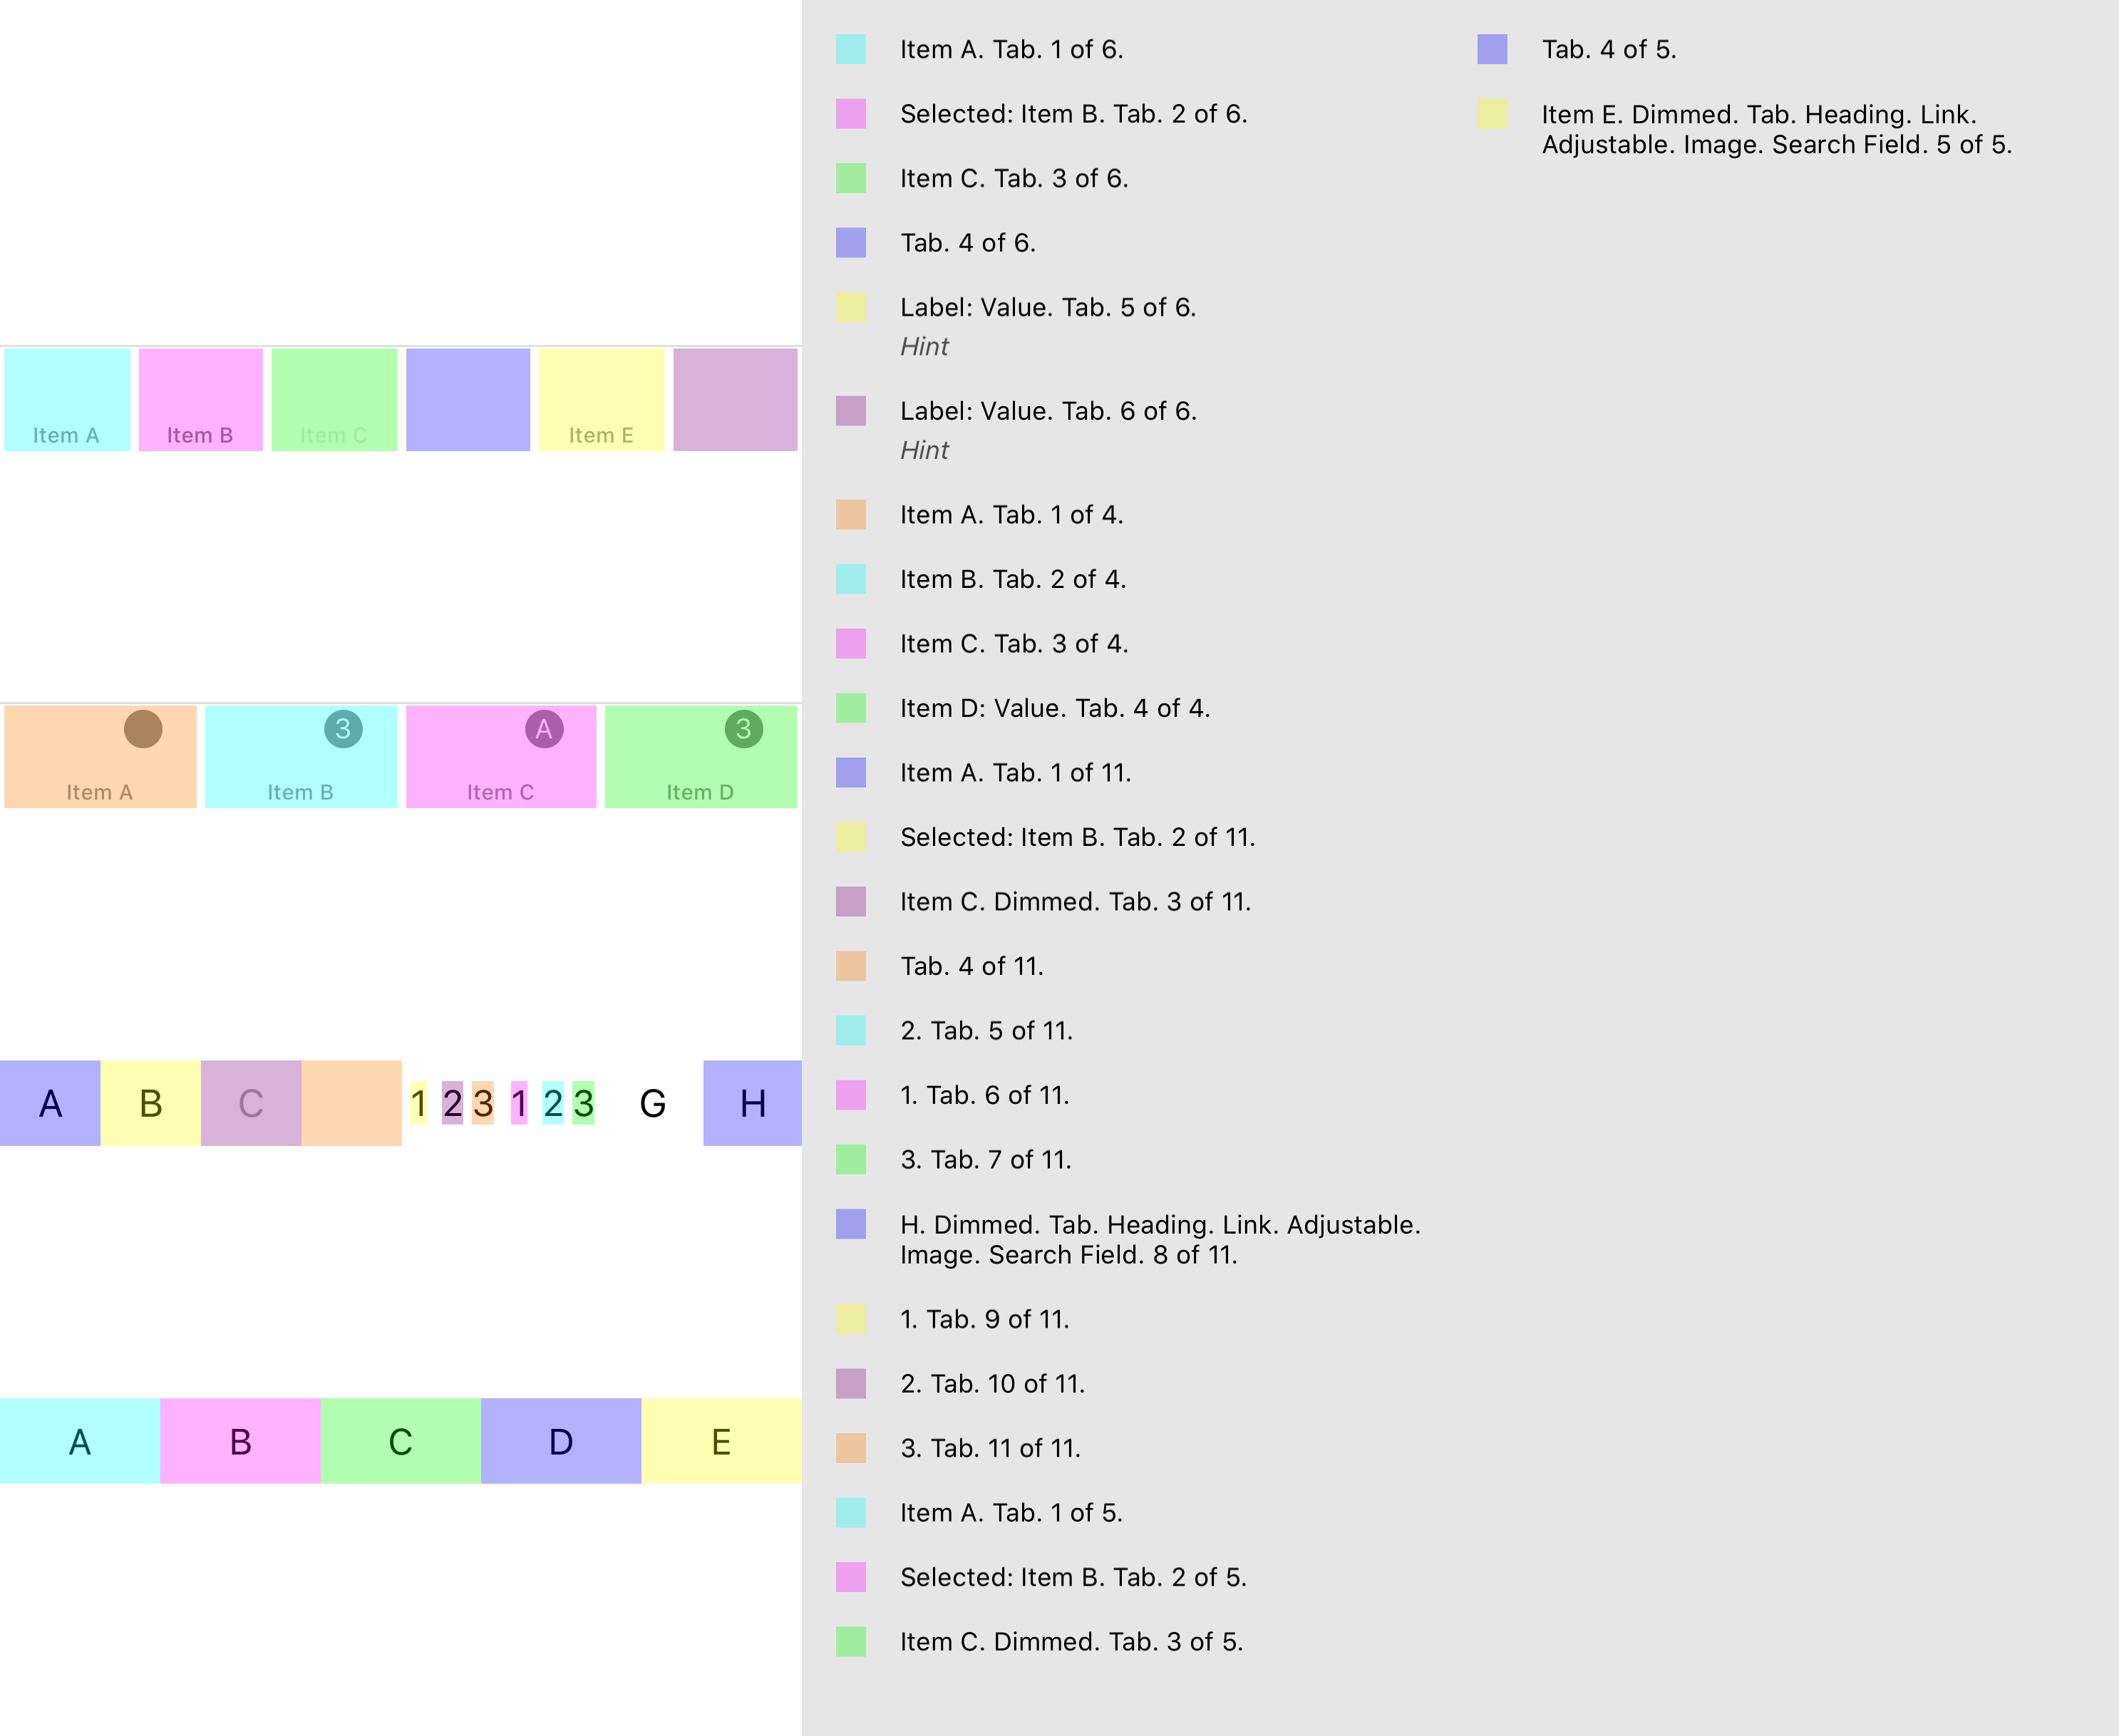 Item A
Item B
Item C
Item E
3
A
3
Item A
Item B
Item C
Item D
A
B
C
1
2
3
1
2
3
G
H
A
B
C
D
E
Item A. Tab. 1 of 6.
Selected: Item B. Tab. 2 of 6.
Item C. Tab. 3 of 6.
Tab. 4 of 6.
Label: Value. Tab. 5 of 6.
Hint
Label: Value. Tab. 6 of 6.
Hint
Item A. Tab. 1 of 4.
Item B. Tab. 2 of 4.
Item C. Tab. 3 of 4.
Item D: Value. Tab. 4 of 4.
Item A. Tab. 1 of 11.
Selected: Item B. Tab. 2 of 11.
Item C. Dimmed. Tab. 3 of 11.
Tab. 4 of 11.
2. Tab. 5 of 11.
1. Tab. 6 of 11.
3. Tab. 7 of 11.
H. Dimmed. Tab. Heading. Link. Adjustable.
Image. Search Field. 8 of 11.
1. Tab. 9 of 11.
2. Tab. 10 of 11.
3. Tab. 11 of 11.
Item A. Tab. 1 of 5.
Selected: Item B. Tab. 2 of 5.
Item C. Dimmed. Tab. 3 of 5.
Tab. 4 of 5.
Item E. Dimmed. Tab. Heading. Link.
Adjustable. Image. Search Field. 5 of 5.